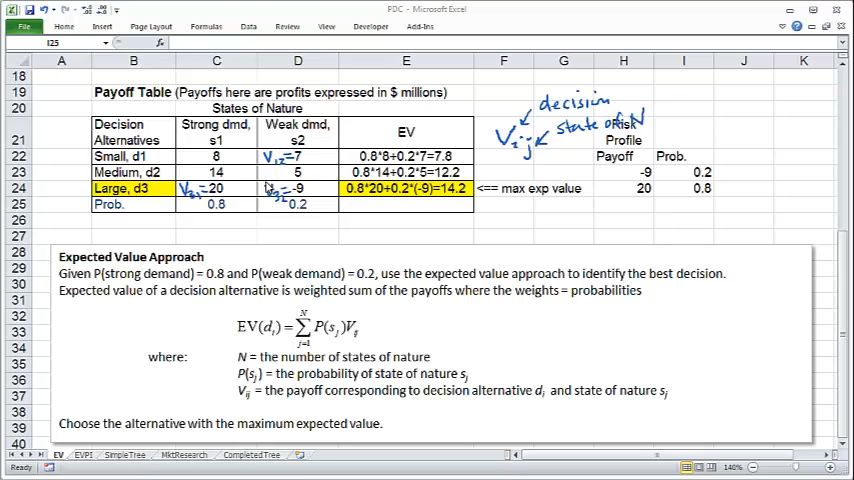 PDC - Microsoft Excel
File Home Insert Page Layout Formulas Data Review View Developer Add-Ins
I25 fx
A B C D E F G H I J K
18
19 Payoff Table (Payoffs here are profits expressed in $ millions)
20 States of Nature
decision
state of N
Vij
21 Decision Alternatives Strong dmd, s1 Weak dmd, s2 EV Risk Profile
22 Small, d1 8 V12=7 0.8*8+0.2*7=7.8 Payoff Prob.
23 Medium, d2 14 5 0.8*14+0.2*5=12.2 -9 0.2
24 Large, d3 V31=20 V32=-9 0.8*20+0.2*(-9)=14.2 <== max exp value 20 0.8
25 Prob. 0.8 0.2
26
27
28 Expected Value Approach
29 Given P(strong demand) = 0.8 and P(weak demand) = 0.2, use the expected value approach to identify the best decision.
30 Expected value of a decision alternative is weighted sum of the payoffs where the weights = probabilities
32
33 EV(di) = ∑ N j=1 P(sj)Vij
34
35 where: N = the number of states of nature
36 P(sj) = the probability of state of nature sj
37 Vij = the payoff corresponding to decision alternative di and state of nature sj
38
39 Choose the alternative with the maximum expected value.
40
EV EVPI SimpleTree MktResearch CompletedTree
Ready 140%